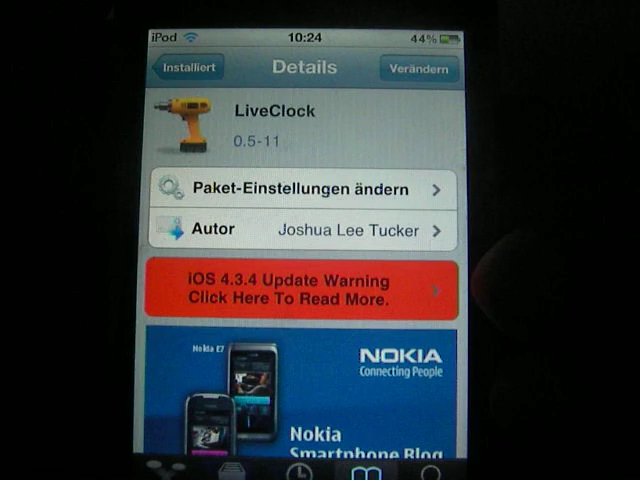 iPod 10:24 44%
Installiert Details Verändern
LiveClock
0.5-11
Paket-Einstellungen ändern
Autor Joshua Lee Tucker
iOS 4.3.4 Update Warning
Click Here To Read More.
Nokia E7
NOKIA
Connecting People
Nokia
Smartphone Blog